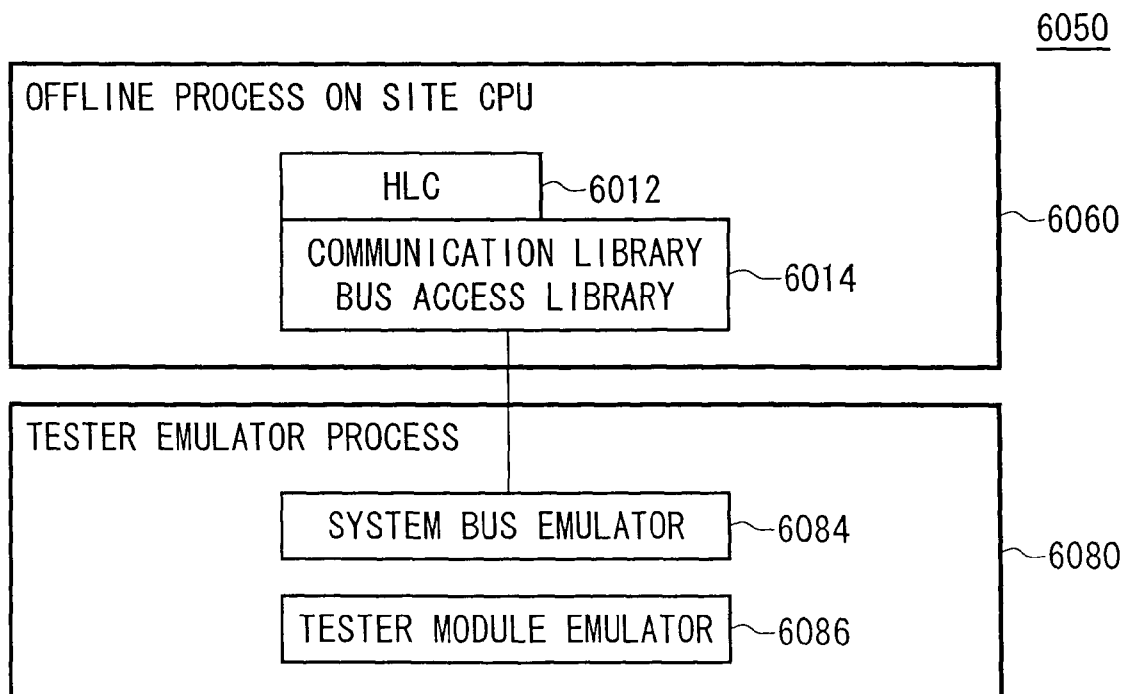 6050
OFFLINE PROCESS ON SITE CPU
HLC
6012
COMMUNICATION LIBRARY
BUS ACCESS LIBRARY
6014
6060
TESTER EMULATOR PROCESS
SYSTEM BUS EMULATOR
6084
6080
TESTER MODULE EMULATOR
6086